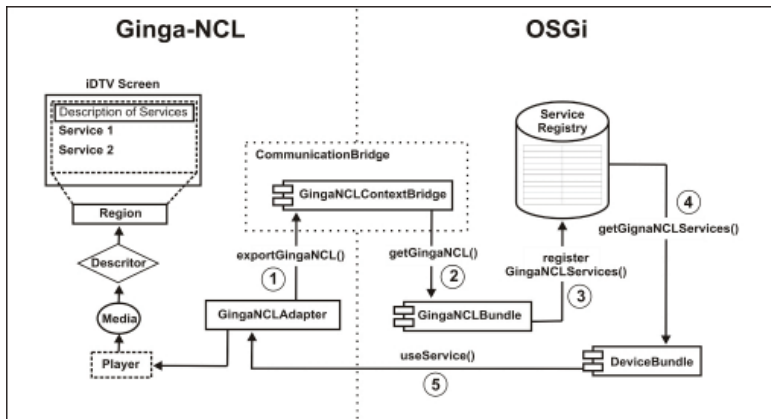 Ginga-NCL
OSGi
iDTV Screen
Description of Services
Service 1
Service 2
Region
Descritor
Media
Player
CommunicationBridge
GingaNCLContextBridge
exportGingaNCL()
1
GingaNCLAdapter
getGingaNCL()
2
GingaNCLBundle
Service
Registry
register
GingaNCLServices()
3
4
getGignaNCLServices()
DeviceBundle
useService()
5